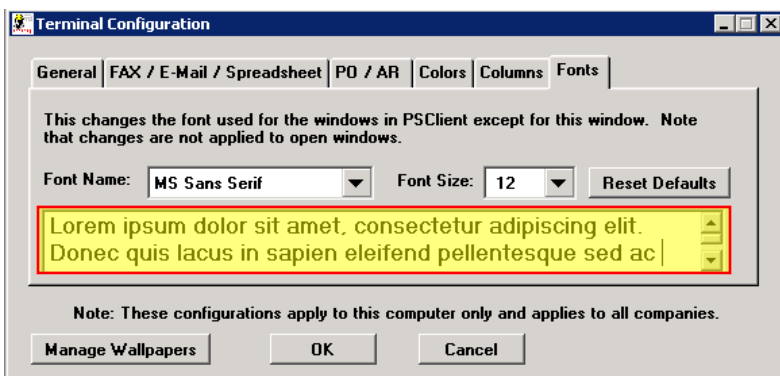 Terminal Configuration
General FAX / E-Mail / Spreadsheet PO / AR Colors Columns Fonts
This changes the font used for the windows in PSClient except for this window. Note
that changes are not applied to open windows.
Font Name: MS Sans Serif Font Size: 12 Reset Defaults
Lorem ipsum dolor sit amet, consectetur adipiscing elit.
Donec quis lacus in sapien eleifend pellentesque sed ac
Note: These configurations apply to this computer only and applies to all companies.
Manage Wallpapers OK Cancel